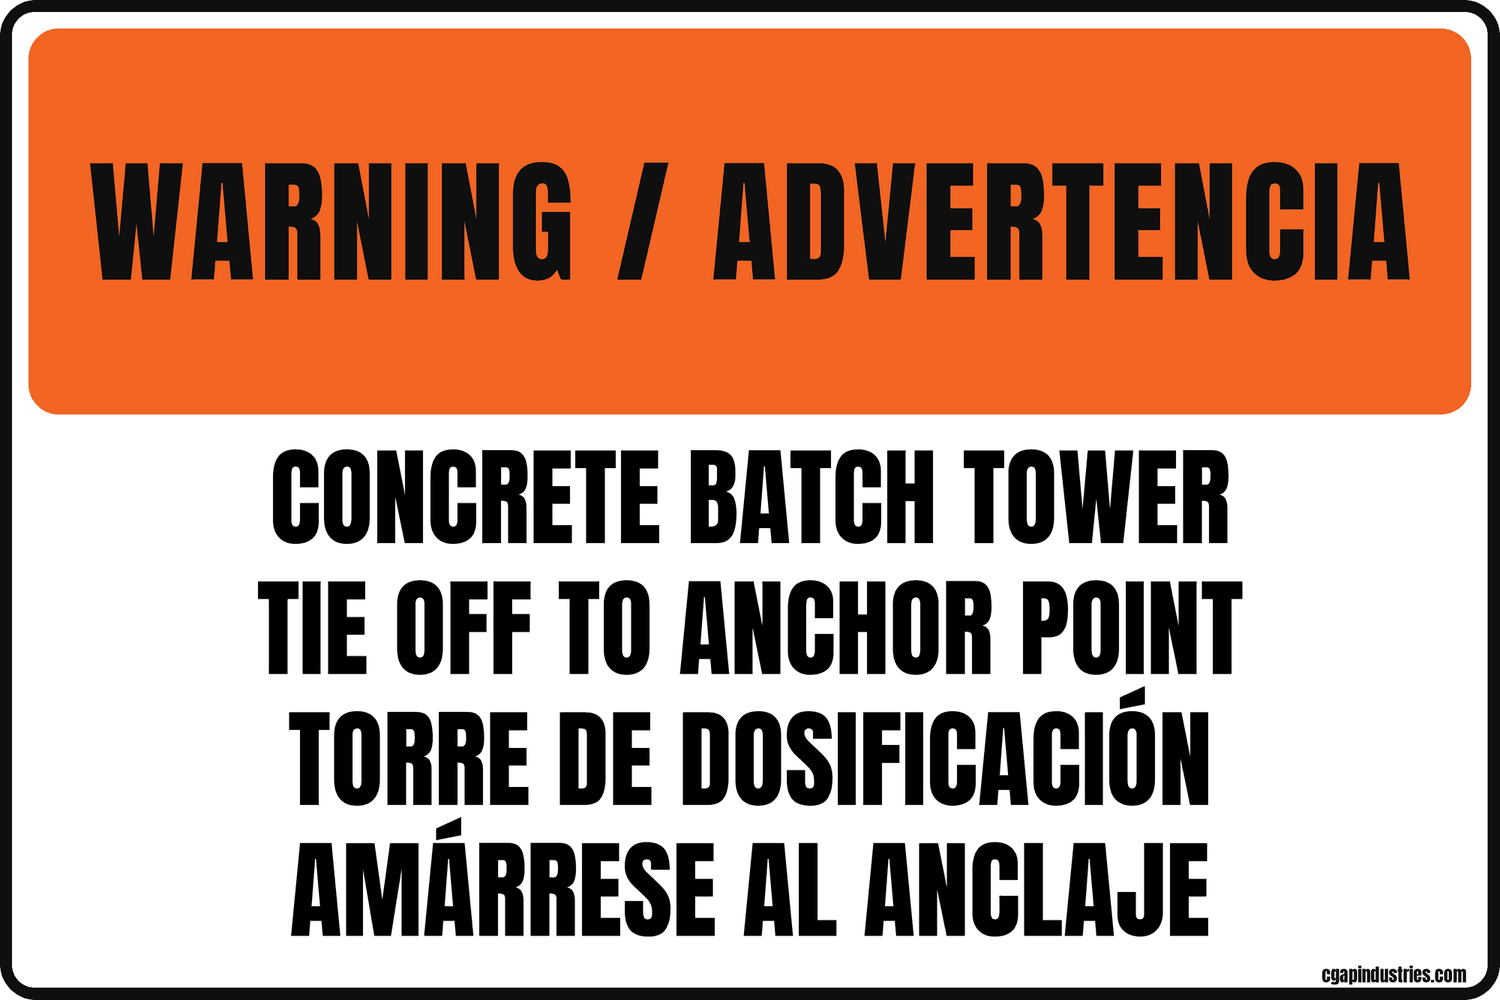 WARNING / ADVERTENCIA
CONCRETE BATCH TOWER
TIE OFF TO ANCHOR POINT
TORRE DE DOSIFICACIÓN
AMÁRRESE AL ANCLAJE
cgapindustries.com